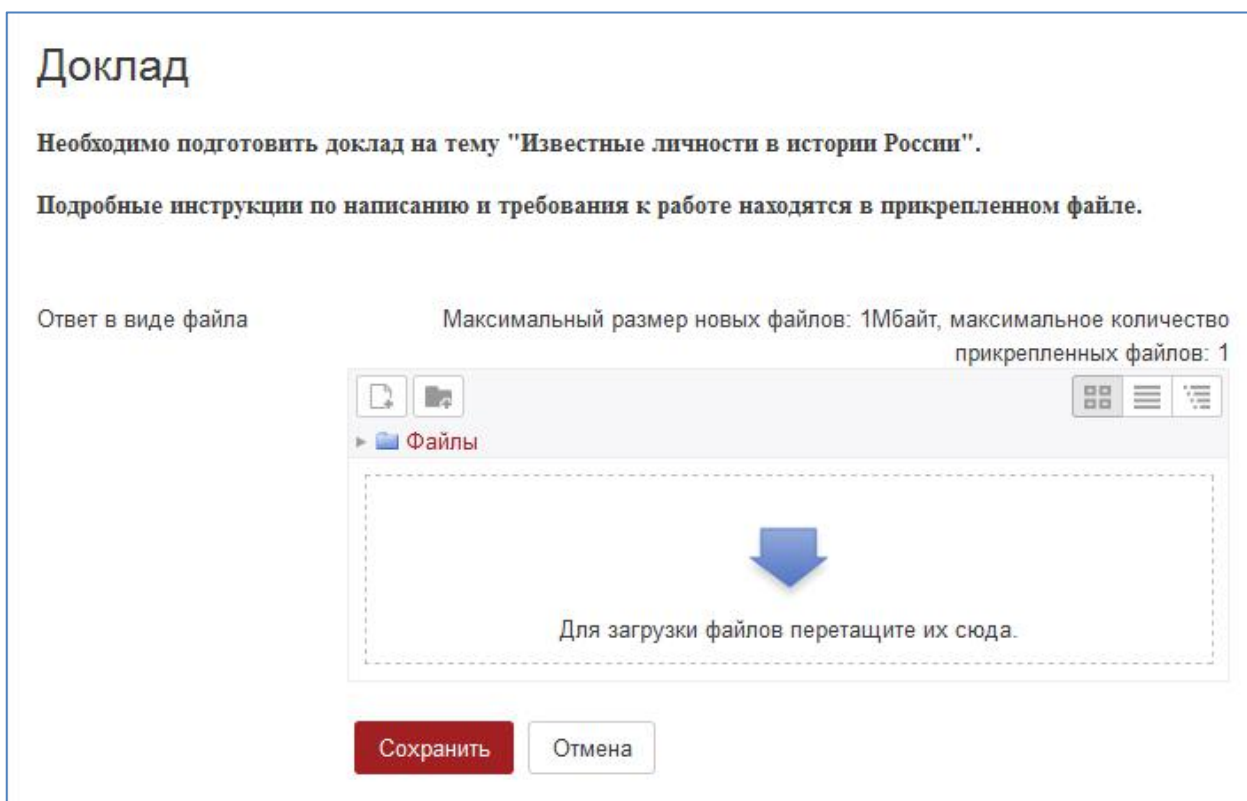 Доклад
Необходимо подготовить доклад на тему "Известные личности в истории России".
Подробные инструкции по написанию и требования к работе находятся в прикрепленном файле.
Ответ в виде файла
Максимальный размер новых файлов: 1Мбайт, максимальное количество
прикрепленных файлов: 1
Файлы
Для загрузки файлов перетащите их сюда.
Сохранить
Отмена